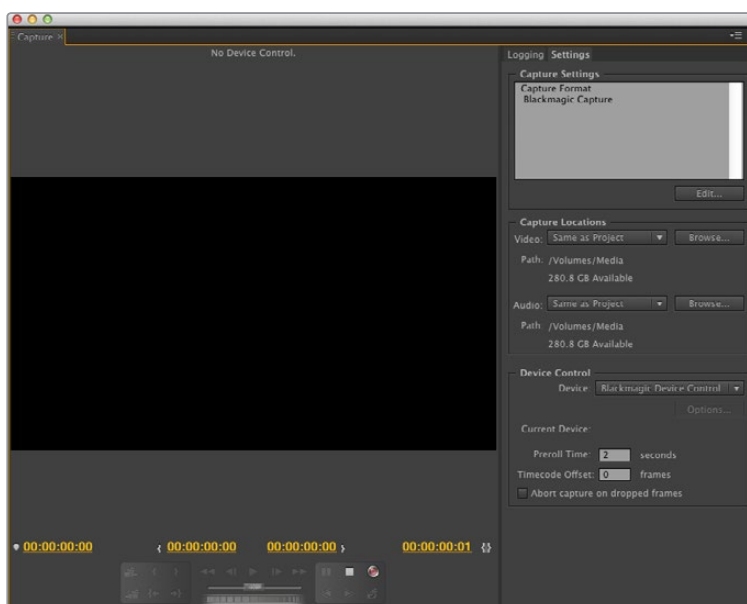 Capture ×
No Device Control.
Logging Settings
Capture Settings
Capture Format
Blackmagic Capture
Edit...
Capture Locations
Video: Same as Project Browse...
Path: /Volumes/Media
280.8 GB Available
Audio: Same as Project Browse...
Path /Volumes/Media
280.8 GB Available
Device Control
Device: Blackmagic Device Control
Options...
Current Device:
Preroll Time: 2 seconds
Timecode Offset: 0 frames
Abort capture on dropped frames
00:00:00:00 { 00:00:00:00 00:00:00:00 } 00:00:00:01 {}